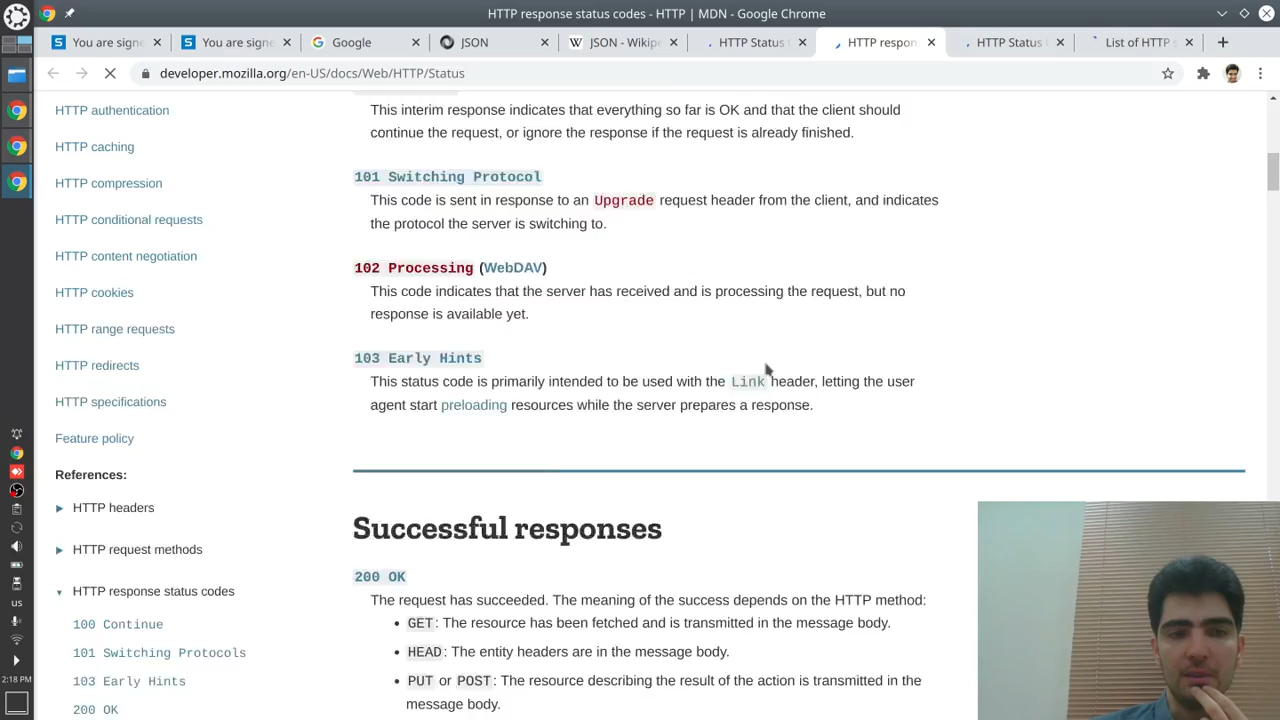 HTTP response status codes - HTTP | MDN - Google Chrome
You are signe
You are signe
Google
JSON
JSON - Wikipe
HTTP Status C
HTTP respon
HTTP Status
List of HTTP s
developer.mozilla.org/en-US/docs/Web/HTTP/Status
HTTP authentication
HTTP caching
HTTP compression
HTTP conditional requests
HTTP content negotiation
HTTP cookies
HTTP range requests
HTTP redirects
HTTP specifications
Feature policy
References:
HTTP headers
HTTP request methods
HTTP response status codes
100 Continue
101 Switching Protocols
103 Early Hints
200 OK
This interim response indicates that everything so far is OK and that the client should
continue the request, or ignore the response if the request is already finished.
101 Switching Protocol
This code is sent in response to an Upgrade request header from the client, and indicates
the protocol the server is switching to.
102 Processing (WebDAV)
This code indicates that the server has received and is processing the request, but no
response is available yet.
103 Early Hints
This status code is primarily intended to be used with the Link header, letting the user
agent start preloading resources while the server prepares a response.
Successful responses
200 OK
The request has succeeded. The meaning of the success depends on the HTTP method:
• GET: The resource has been fetched and is transmitted in the message body.
• HEAD: The entity headers are in the message body.
• PUT or POST: The resource describing the result of the action is transmitted in the
message body.
us
2:18 PM